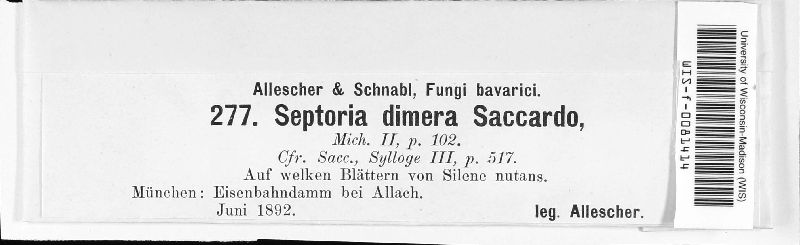 Allescher & Schnabl, Fungi bavarici.
277. Septoria dimera Saccardo,
Mich. II, p. 102.
Cfr. Sacc., Sylloge III, p. 517.
Auf welken Blättern von Silene nutans.
München: Eisenbahndamm bei Allach.
Juni 1892.
leg. Allescher.
University of Wisconsin-Madison (WIS)
WIS-f-0081414